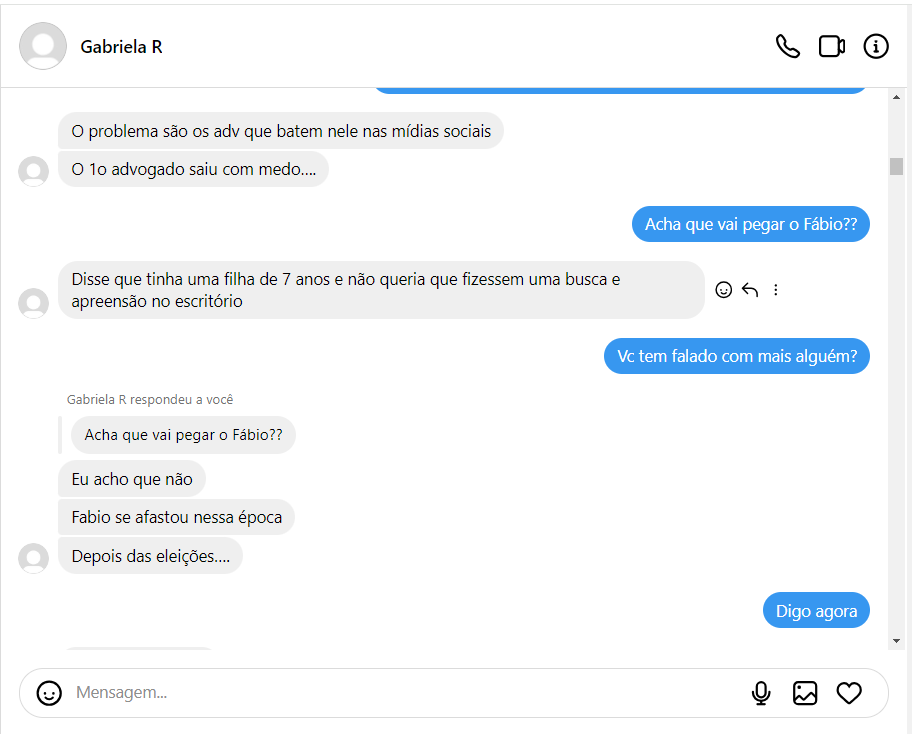 Gabriela R
O problema são os adv que batem nele nas mídias sociais
O 1o advogado saiu com medo....
Acha que vai pegar o Fábio??
Disse que tinha uma filha de 7 anos e não queria que fizessem uma busca e
apreensão no escritório
Vc tem falado com mais alguém?
Gabriela R respondeu a você
Acha que vai pegar o Fábio??
Eu acho que não
Fabio se afastou nessa época
Depois das eleições....
Digo agora
Mensagem...